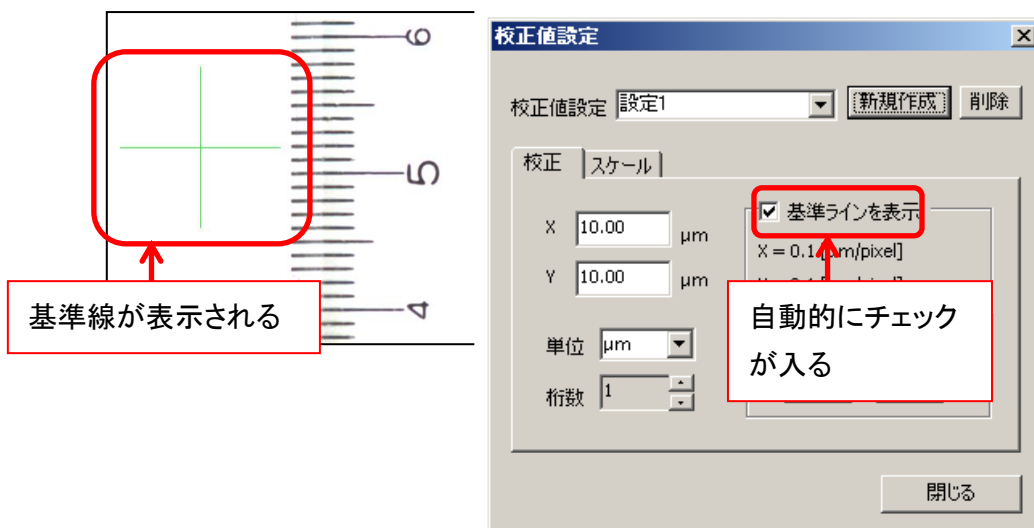 6
5
4
基準線が表示される
校正値設定
校正値設定 設定1 新規作成 削除
校正 スケール
X 10.00 μm
Y 10.00 μm
単位 μm
桁数 1
基準ラインを表示
X = 0.1 [μm/pixel]
自動的にチェック
が入る
閉じる